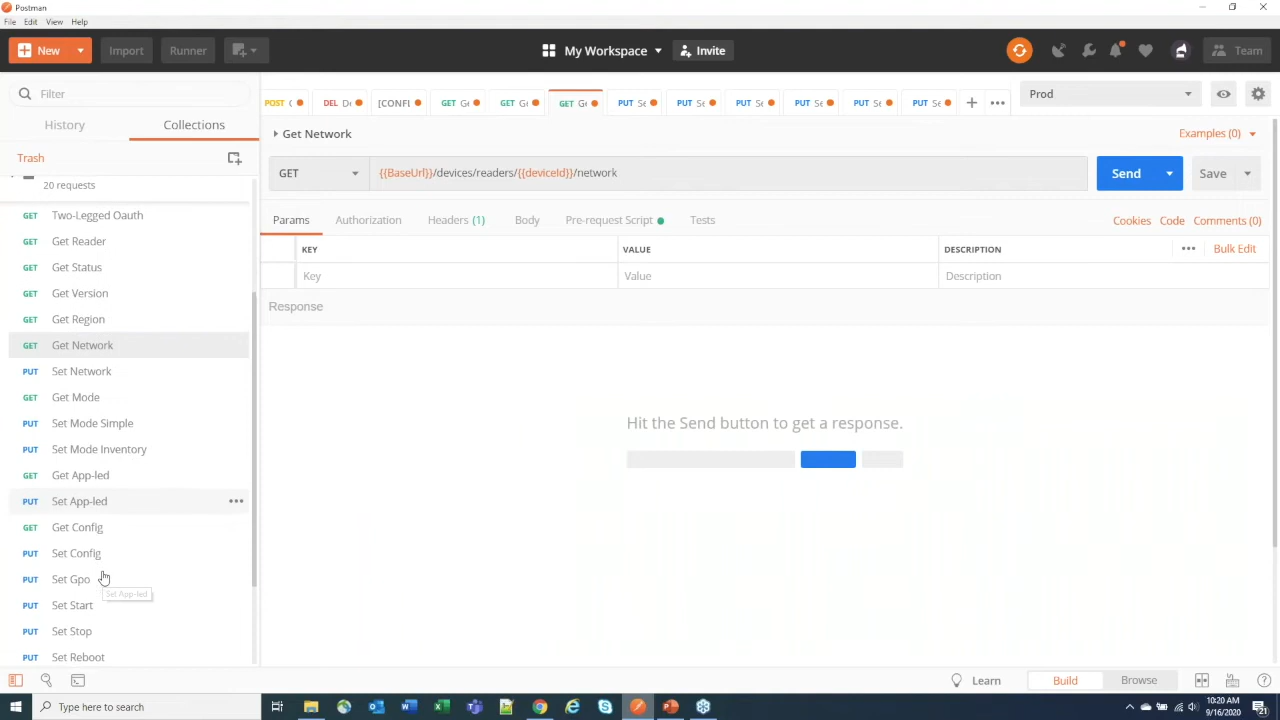 Postman
File Edit View Help
New Import Runner
My Workspace Invite
Team
Filter
History Collections
Trash
20 requests
GET Two-Legged Oauth
GET Get Reader
GET Get Status
GET Get Version
GET Get Region
GET Get Network
PUT Set Network
GET Get Mode
PUT Set Mode Simple
PUT Set Mode Inventory
GET Get App-led
PUT Set App-led
GET Get Config
PUT Set Config
PUT Set Gpo
Set App-led
PUT Set Start
PUT Set Stop
PUT Set Reboot
POST DEL [CONFI GET GET GET PUT PUT PUT PUT PUT PUT
Prod
Get Network
Examples (0)
GET {{BaseUrl}}/devices/readers/{{deviceId}}/network
Send Save
Params Authorization Headers (1) Body Pre-request Script Tests
Cookies Code Comments (0)
KEY VALUE DESCRIPTION
Bulk Edit
Key Value Description
Response
Hit the Send button to get a response.
Learn Build Browse
Type here to search
10:20 AM
9/16/2020